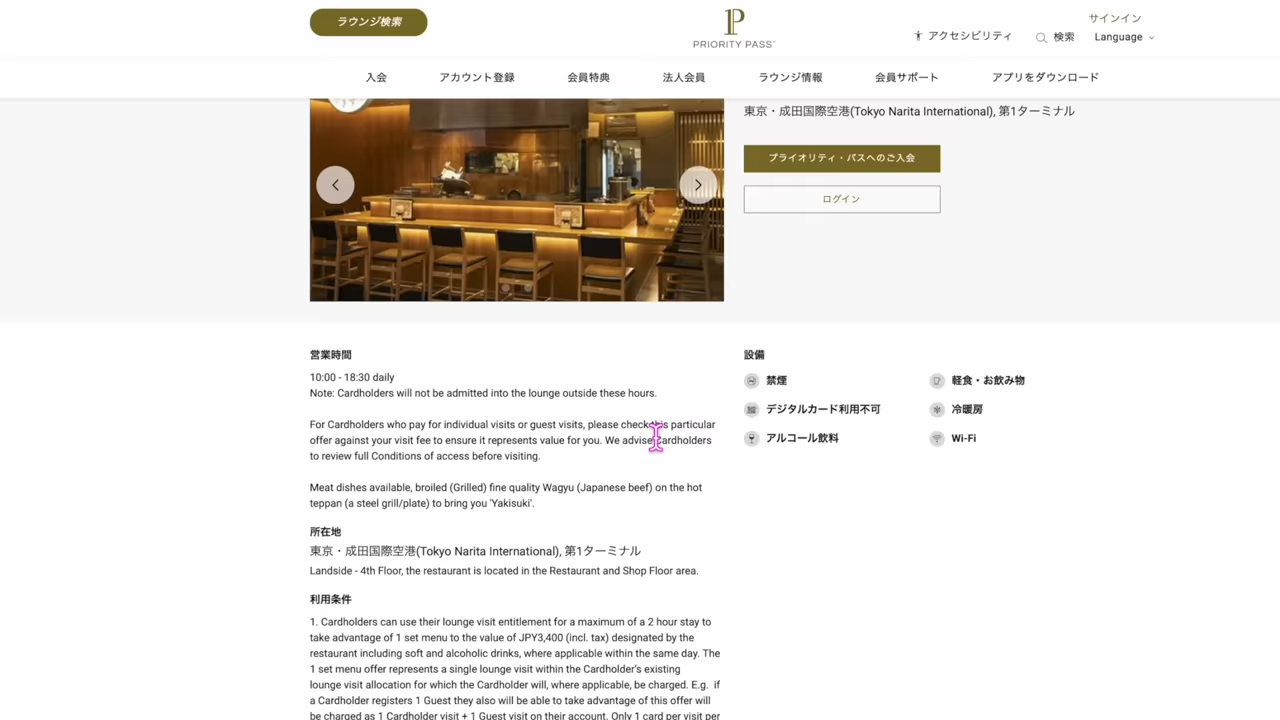 ラウンジ検索
PRIORITY PASS
サインイン
アクセシビリティ
検索
Language
入会
アカウント登録
会員特典
法人会員
ラウンジ情報
会員サポート
アプリをダウンロード
東京・成田国際空港(Tokyo Narita International), 第1ターミナル
プライオリティ・パスへのご入会
ログイン
営業時間
10:00 - 18:30 daily
Note: Cardholders will not be admitted into the lounge outside these hours.
For Cardholders who pay for individual visits or guest visits, please check particular
offer against your visit fee to ensure it represents value for you. We advise Cardholders
to review full Conditions of access before visiting.
Meat dishes available, broiled (Grilled) fine quality Wagyu (Japanese beef) on the hot
teppan (a steel grill/plate) to bring you 'Yakisuki'.
所在地
東京・成田国際空港(Tokyo Narita International), 第1ターミナル
Landside - 4th Floor, the restaurant is located in the Restaurant and Shop Floor area.
利用条件
1. Cardholders can use their lounge visit entitlement for a maximum of a 2 hour stay to
take advantage of 1 set menu to the value of JPY3,400 (incl. tax) designated by the
restaurant including soft and alcoholic drinks, where applicable within the same day. The
1 set menu offer represents a single lounge visit within the Cardholder's existing
lounge visit allocation for which the Cardholder will, where applicable, be charged. E.g. if
a Cardholder registers 1 Guest they also will be able to take advantage of this offer will
be charged as 1 Cardholder visit + 1 Guest visit on their account. Only 1 card per visit per
設備
禁煙
軽食・お飲み物
デジタルカード利用不可
冷暖房
アルコール飲料
Wi-Fi